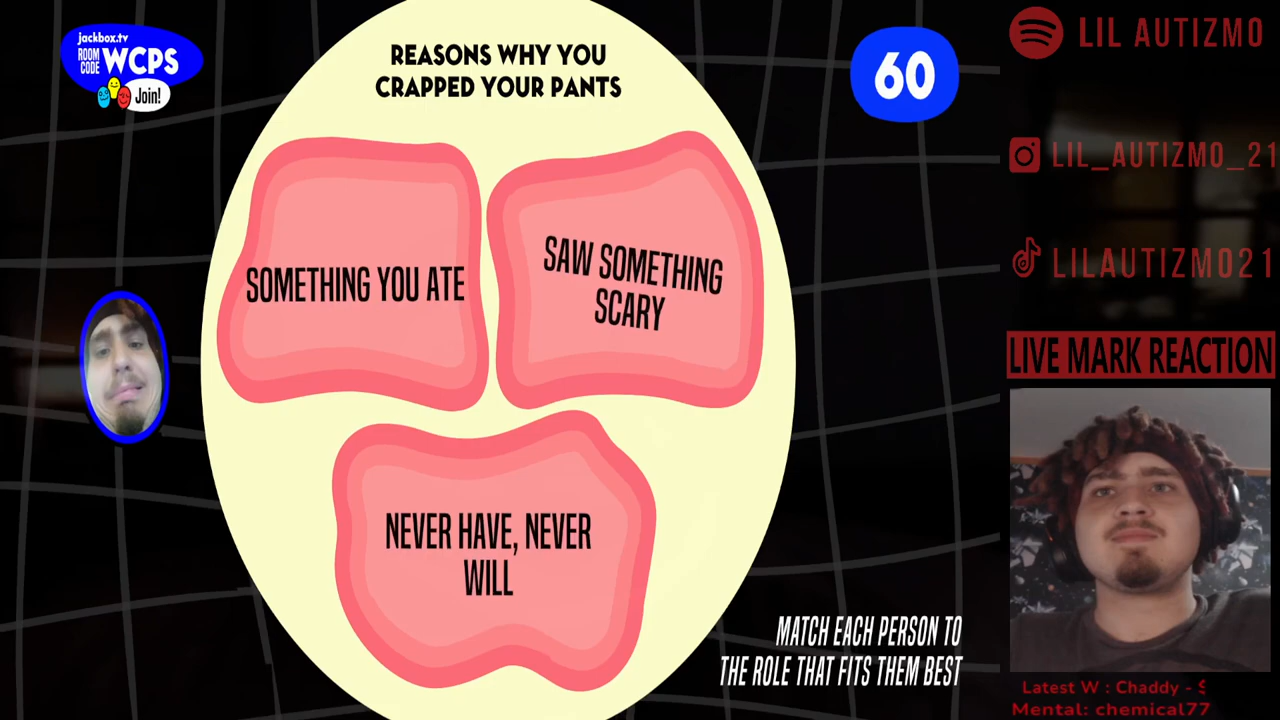 jackbox.tv
ROOM CODE WCPS
Join!
REASONS WHY YOU
CRAPPED YOUR PANTS
60
SOMETHING YOU ATE
SAW SOMETHING
SCARY
NEVER HAVE, NEVER
WILL
MATCH EACH PERSON TO
THE ROLE THAT FITS THEM BEST
LIL AUTIZMO
LIL_AUTIZMO_21
LILAUTIZMO21
LIVE MARK REACTION
Latest W : Chaddy -
Mental: chemical77